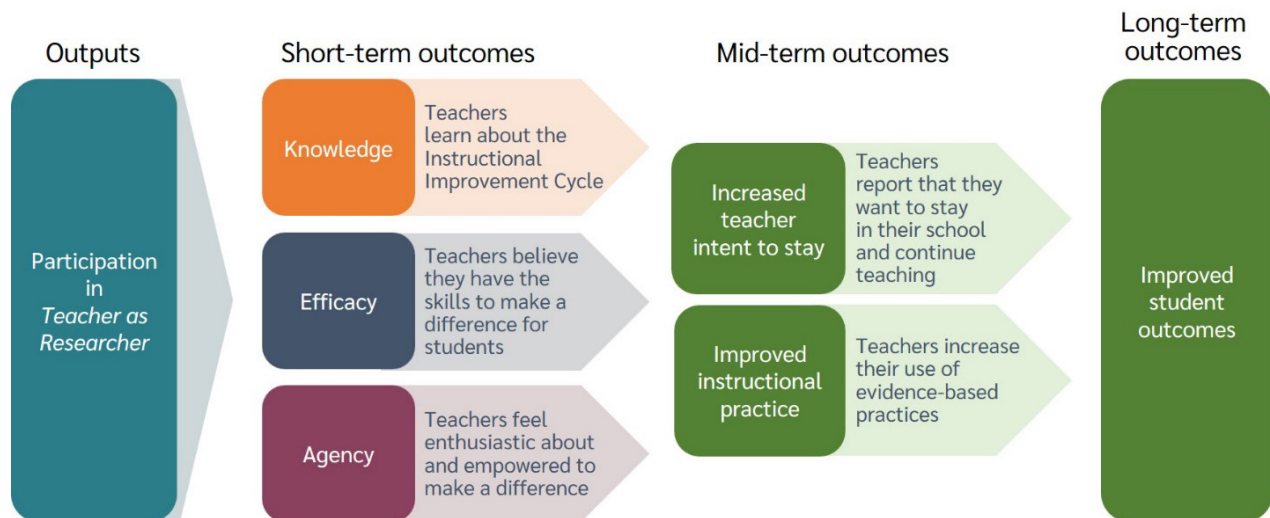 Outputs
Participation
in
Teacher as
Researcher
Short-term outcomes
Knowledge
Teachers
learn about the
Instructional
Improvement Cycle
Efficacy
Teachers believe
they have the
skills to make a
difference for
students
Agency
Teachers feel
enthusiastic about
and empowered to
make a difference
Mid-term outcomes
Increased
teacher
intent to stay
Teachers
report that they
want to stay
in their school
and continue
teaching
Improved
instructional
practice
Teachers increase
their use of
evidence-based
practices
Long-term
outcomes
Improved
student
outcomes